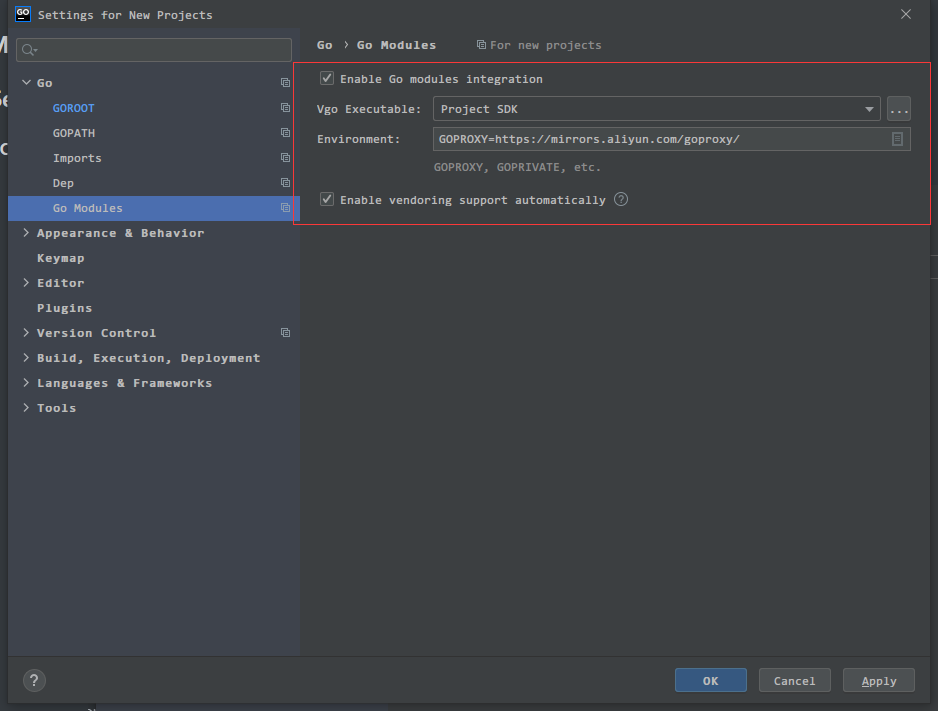 GO Settings for New Projects
Go › Go Modules For new projects
Go
GOROOT
GOPATH
Imports
Dep
Go Modules
Appearance & Behavior
Keymap
Editor
Plugins
Version Control
Build, Execution, Deployment
Languages & Frameworks
Tools
Enable Go modules integration
Vgo Executable: Project SDK ...
Environment: GOPROXY=https://mirrors.aliyun.com/goproxy/
GOPROXY, GOPRIVATE, etc.
Enable vendoring support automatically ?
? OK Cancel Apply